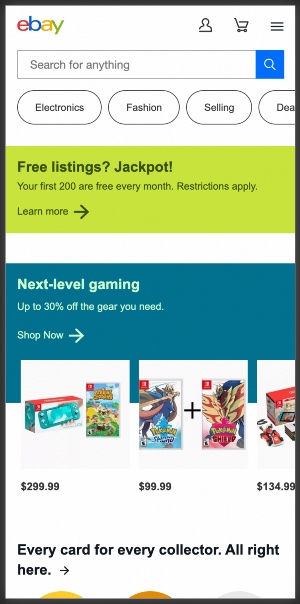 ebay
Search for anything
Electronics
Fashion
Selling
Dea
Free listings? Jackpot!
Your first 200 are free every month. Restrictions apply.
Learn more
Next-level gaming
Up to 30% off the gear you need.
Shop Now
$299.99
$99.99
$134.99
Every card for every collector. All right
here.